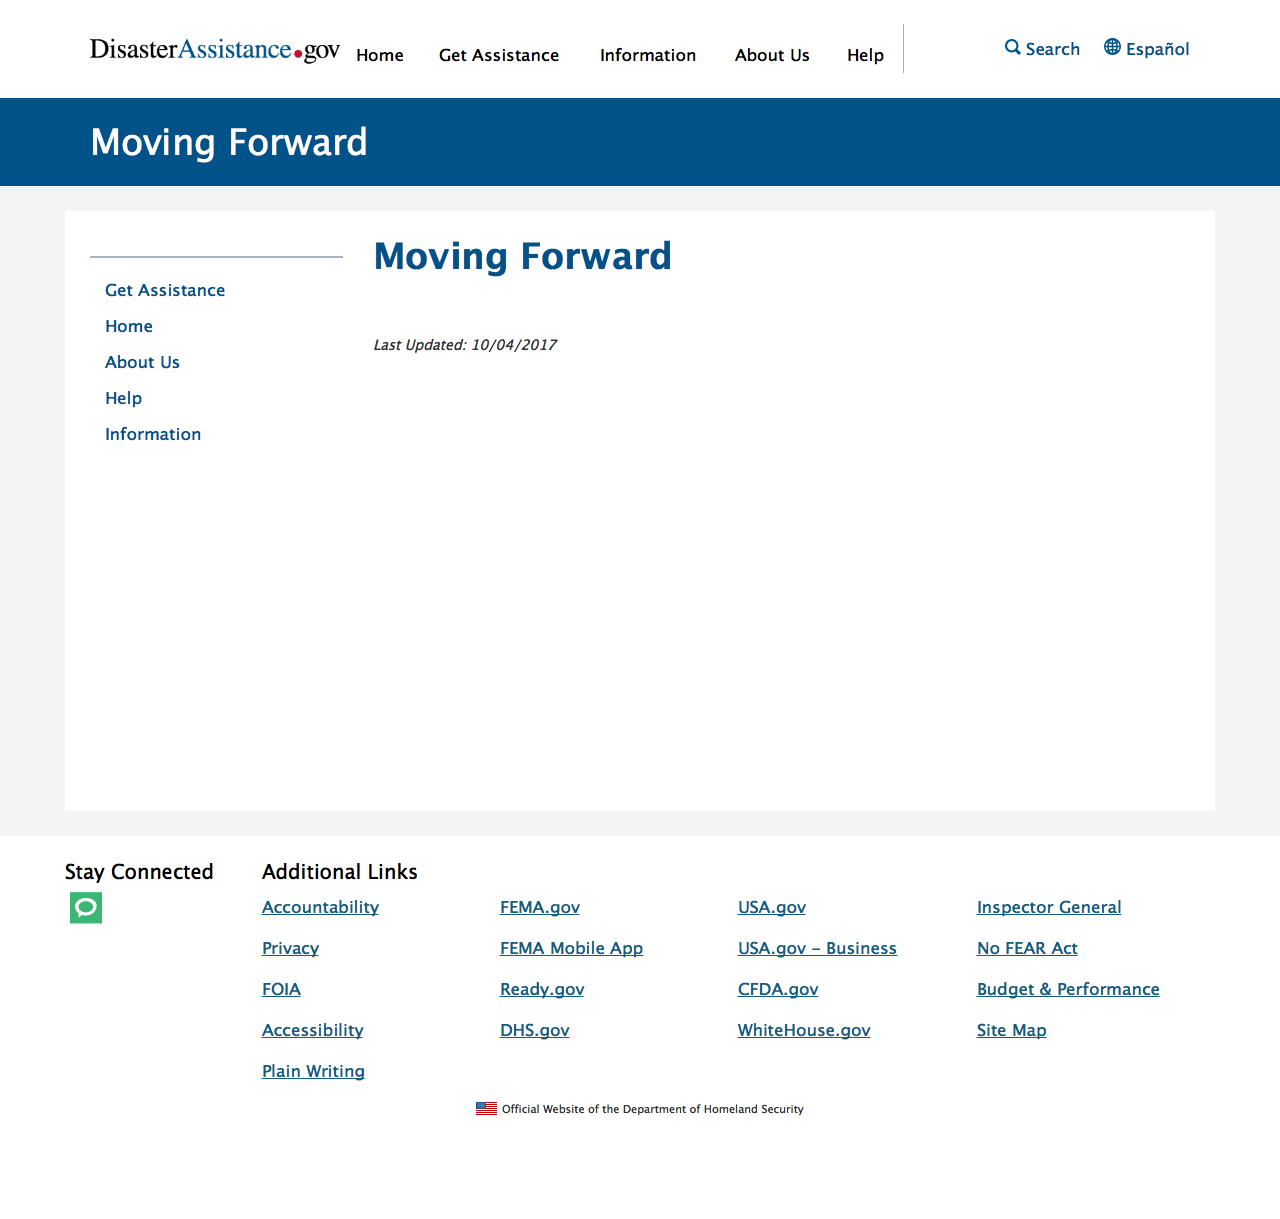 DisasterAssistance.gov Home Get Assistance Information About Us Help Search Español
Moving Forward
Moving Forward
Get Assistance
Home
About Us
Help
Information
Last Updated: 10/04/2017
Stay Connected
Additional Links
Accountability FEMA.gov USA.gov Inspector General
Privacy FEMA Mobile App USA.gov – Business No FEAR Act
FOIA Ready.gov CFDA.gov Budget & Performance
Accessibility DHS.gov WhiteHouse.gov Site Map
Plain Writing
Official Website of the Department of Homeland Security